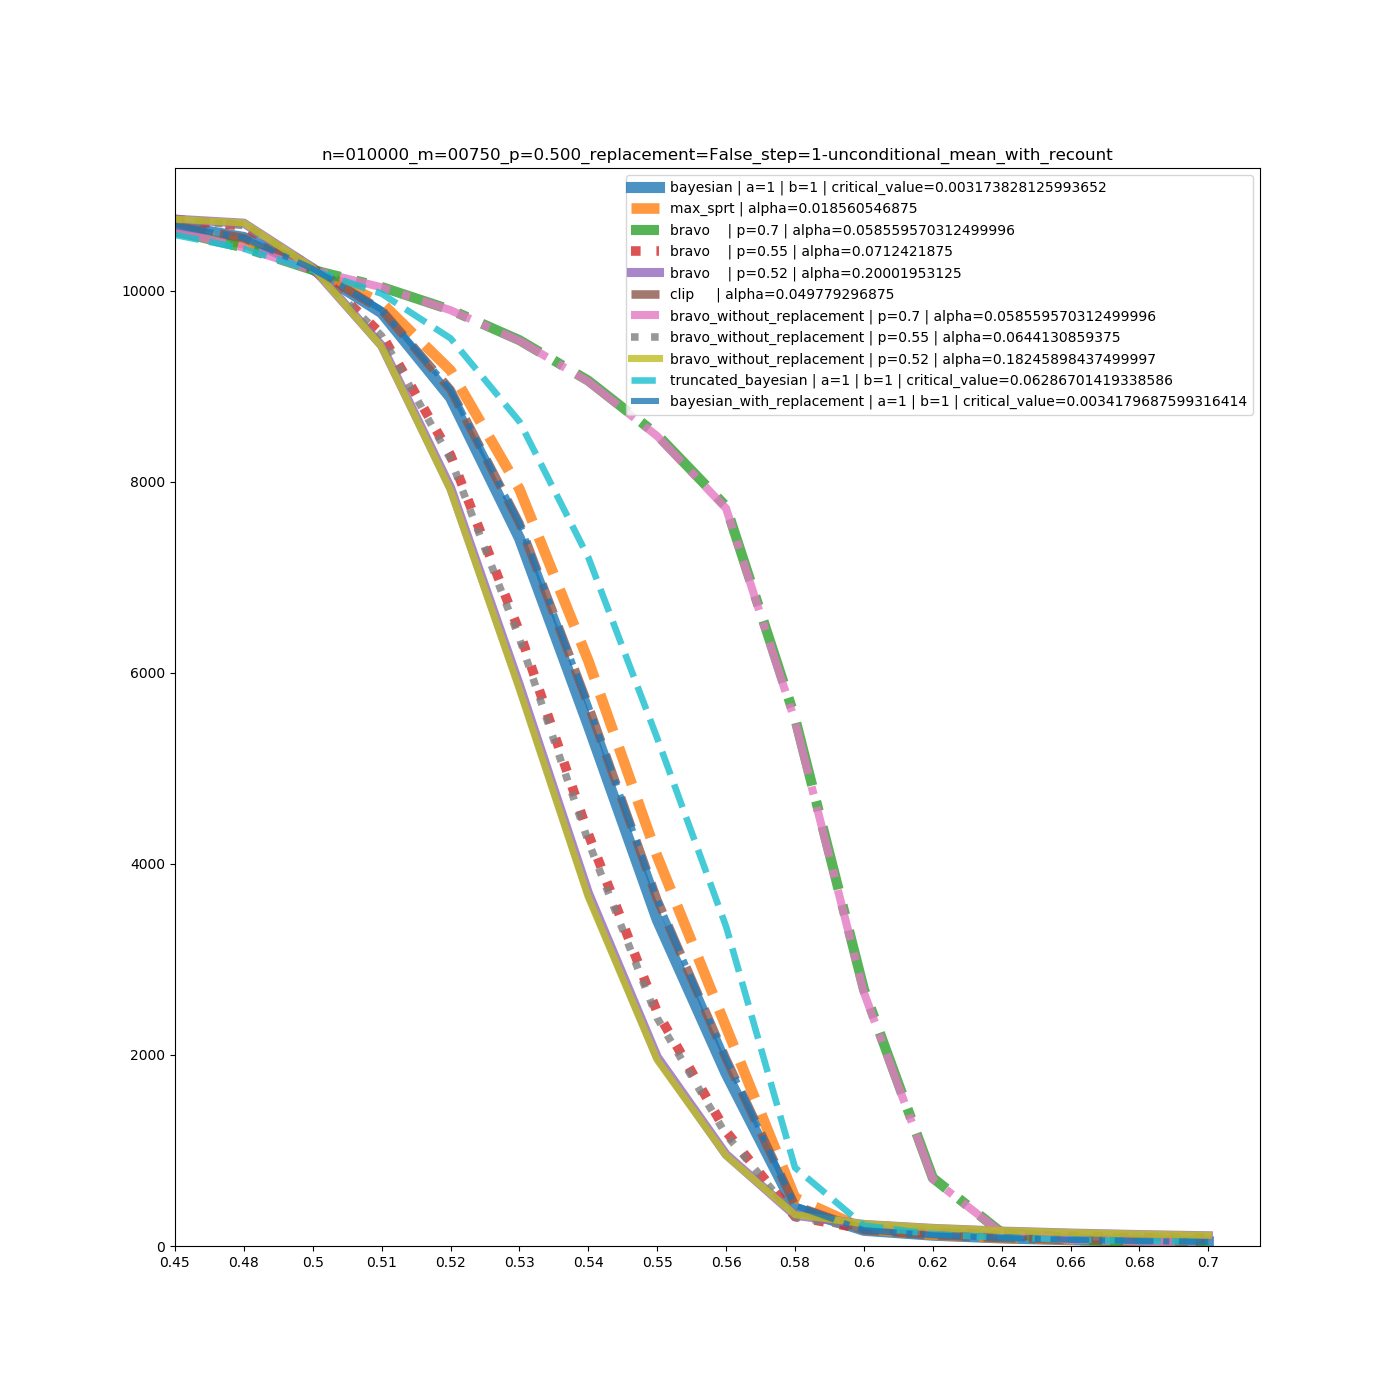 n=010000_m=00750_p=0.500_replacement=False_step=1-unconditional_mean_with_recount
bayesian | a=1 | b=1 | critical_value=0.003173828125993652
max_sprt | alpha=0.018560546875
bravo | p=0.7 | alpha=0.058559570312499996
bravo | p=0.55 | alpha=0.0712421875
bravo | p=0.52 | alpha=0.20001953125
clip | alpha=0.049779296875
bravo_without_replacement | p=0.7 | alpha=0.058559570312499996
bravo_without_replacement | p=0.55 | alpha=0.0644130859375
bravo_without_replacement | p=0.52 | alpha=0.18245898437499997
truncated_bayesian | a=1 | b=1 | critical_value=0.06286701419338586
bayesian_with_replacement | a=1 | b=1 | critical_value=0.0034179687599316414
10000
8000
6000
4000
2000
0
0.45 0.48 0.5 0.51 0.52 0.53 0.54 0.55 0.56 0.58 0.6 0.62 0.64 0.66 0.68 0.7